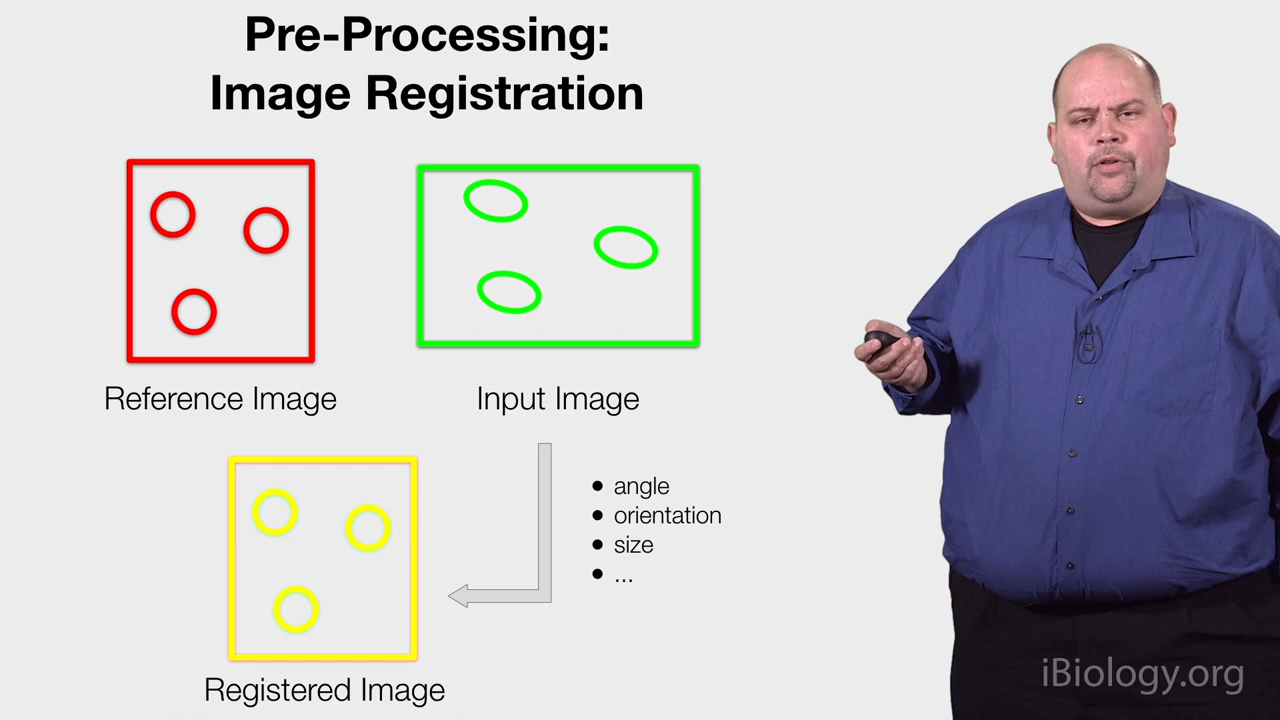 Pre-Processing:
Image Registration
Reference Image
Input Image
• angle
• orientation
• size
• ...
Registered Image
iBiology.org